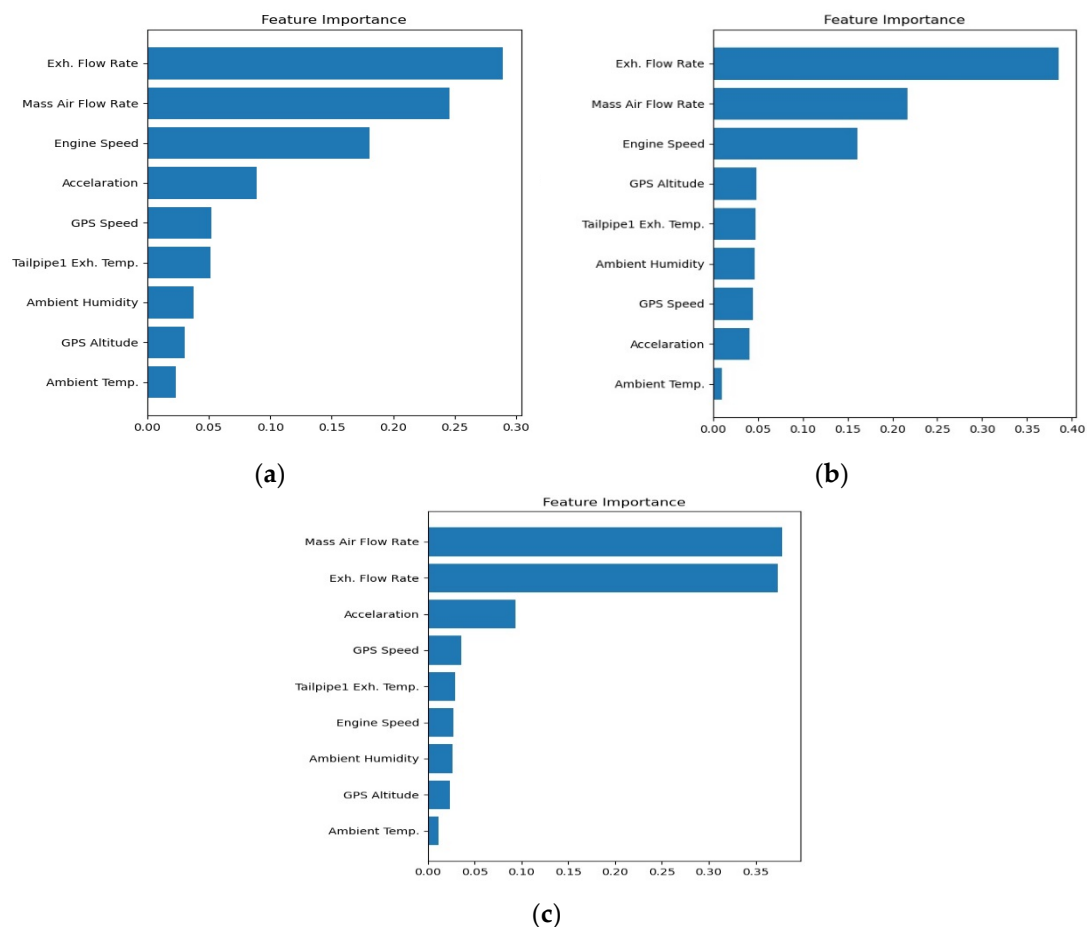 Feature Importance
Exh. Flow Rate
Mass Air Flow Rate
Engine Speed
Accelaration
GPS Speed
Tailpipe1 Exh. Temp.
Ambient Humidity
GPS Altitude
Ambient Temp.
0.00 0.05 0.10 0.15 0.20 0.25 0.30
(a)
Feature Importance
Exh. Flow Rate
Mass Air Flow Rate
Engine Speed
GPS Altitude
Tailpipe1 Exh. Temp.
Ambient Humidity
GPS Speed
Accelaration
Ambient Temp.
0.00 0.05 0.10 0.15 0.20 0.25 0.30 0.35 0.40
(b)
Feature Importance
Mass Air Flow Rate
Exh. Flow Rate
Accelaration
GPS Speed
Tailpipe1 Exh. Temp.
Engine Speed
Ambient Humidity
GPS Altitude
Ambient Temp.
0.00 0.05 0.10 0.15 0.20 0.25 0.30 0.35
(c)